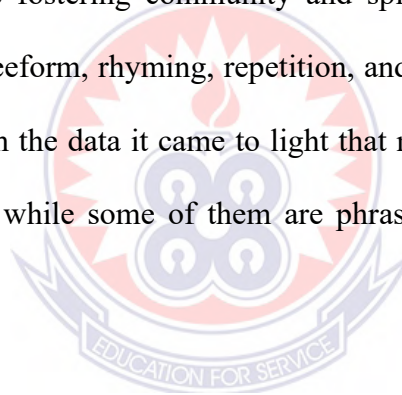 fostering community and
eeform, rhyming, repetition, and
the data it came to light that
while some of them are phras
EDUCATION FOR SERVICE